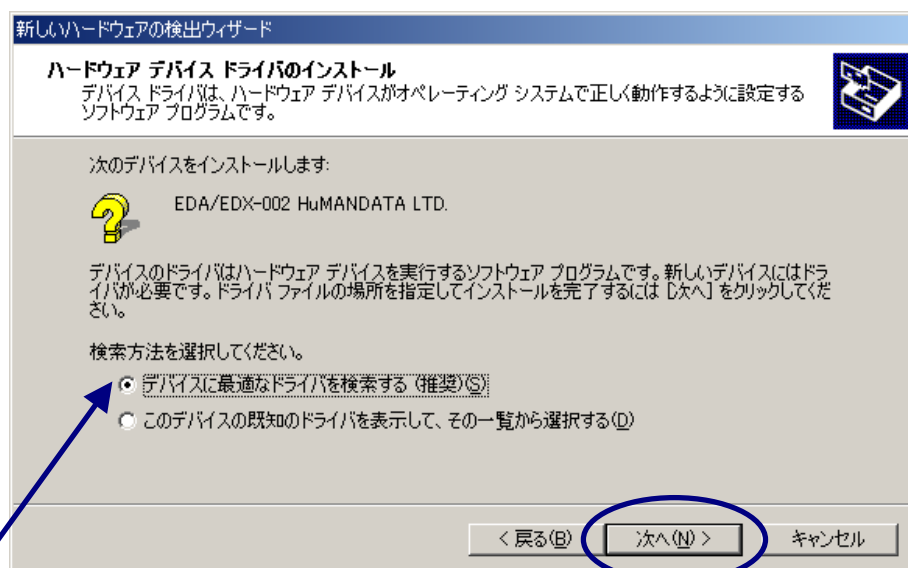 新しいハードウェアの検出ウィザード
ハードウェア デバイス ドライバのインストール
デバイス ドライバは、ハードウェア デバイスがオペレーティング システムで正しく動作するように設定する
ソフトウェア プログラムです。
次のデバイスをインストールします:
EDA/EDX-002 HuMANDATA LTD.
デバイスのドライバはハードウェア デバイスを実行するソフトウェア プログラムです。新しいデバイスにはドラ
イバが必要です。ドライバ ファイルの場所を指定してインストールを完了するには [次へ] をクリックしてくだ
さい。
検索方法を選択してください。
デバイスに最適なドライバを検索する (推奨)(S)
このデバイスの既知のドライバを表示して、その一覧から選択する(D)
< 戻る(B) 次へ(N) > キャンセル